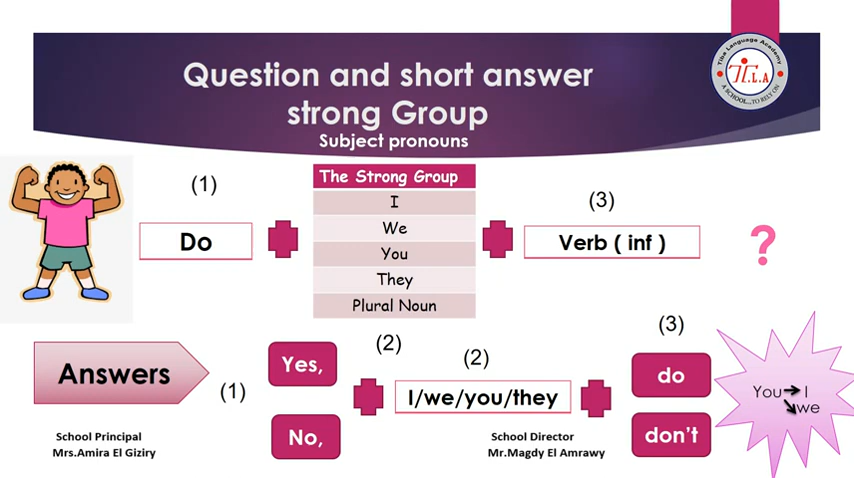 Question and short answer
strong Group
Subject pronouns
Tiba Language Academy
T.L.A
A SCHOOL...TO RELY ON
(1)
Do
The Strong Group
I
We
You
They
Plural Noun
(3)
Verb ( inf )
?
Answers
(1)
Yes,
No,
(2)
(2)
I/we/you/they
(3)
do
don't
You I
we
School Principal
Mrs.Amira El Giziry
School Director
Mr.Magdy El Amrawy